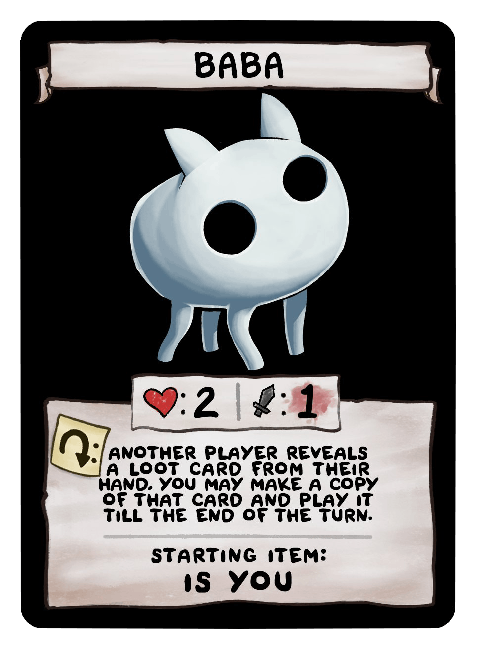 BABA
: 2 | : 1
: ANOTHER PLAYER REVEALS
A LOOT CARD FROM THEIR
HAND. YOU MAY MAKE A COPY
OF THAT CARD AND PLAY IT
TILL THE END OF THE TURN.
STARTING ITEM:
IS YOU